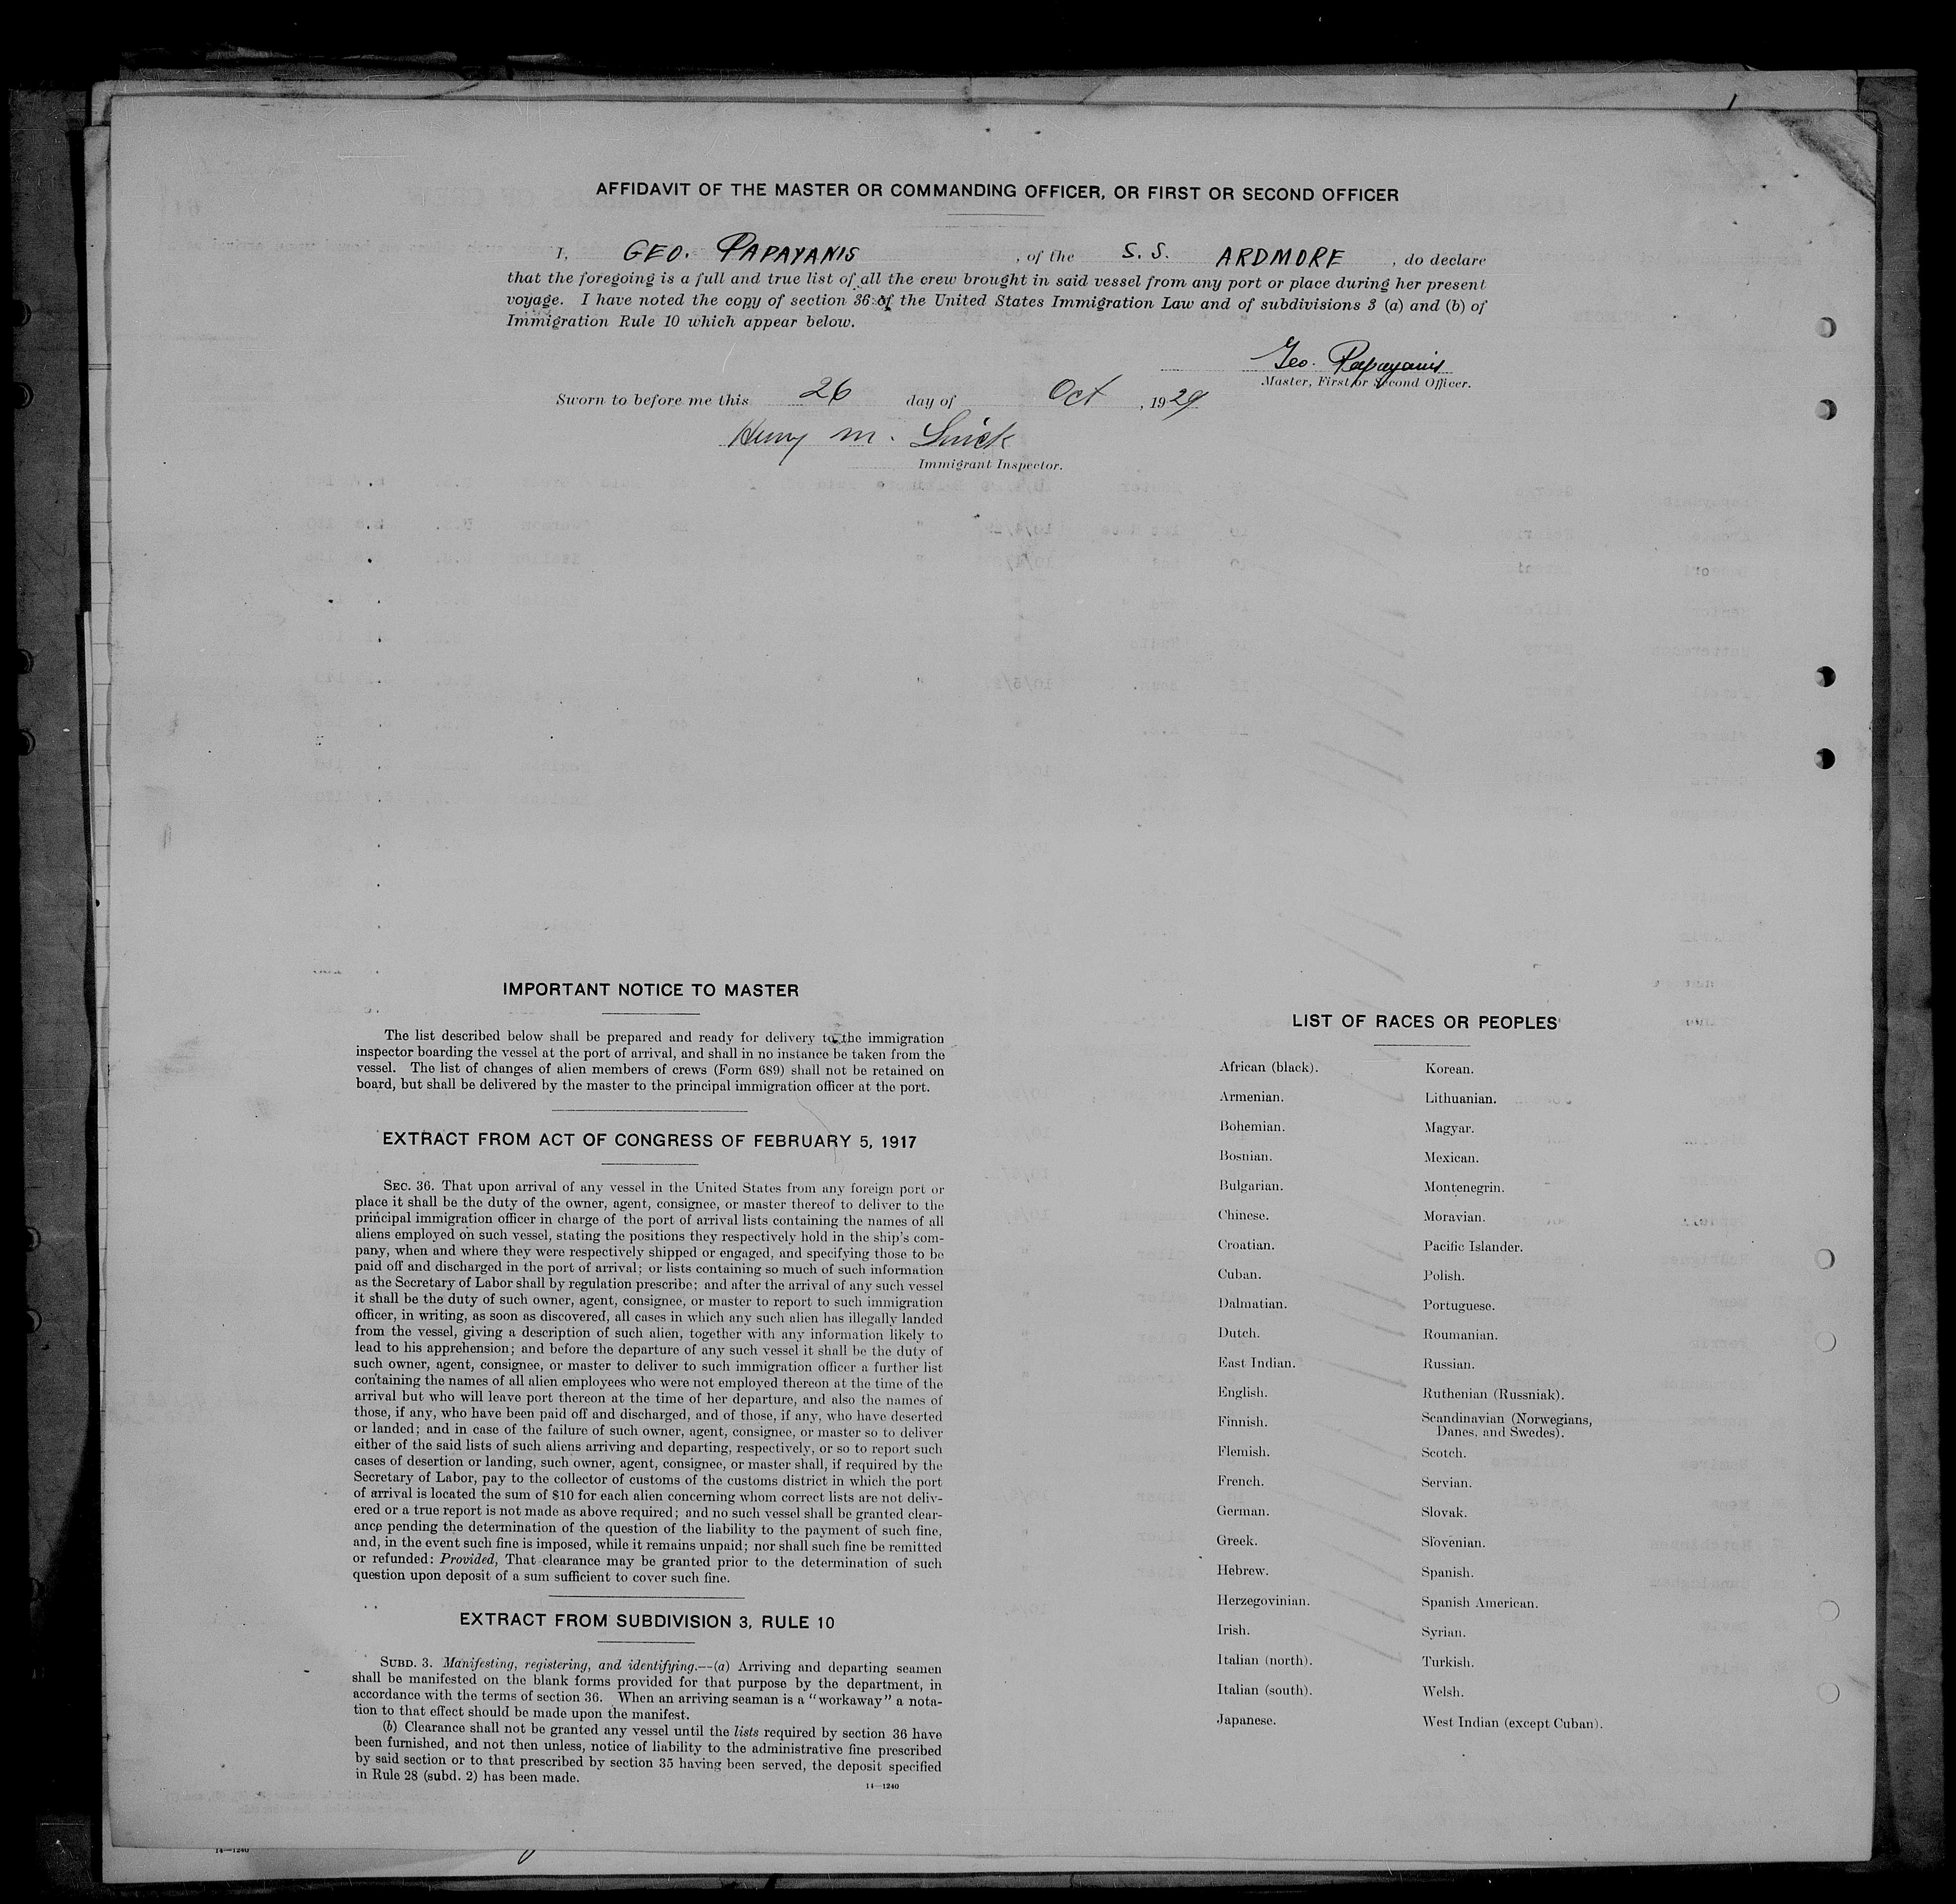 AFFIDAVIT OF THE MASTER OR COMMANDING OFFICER, OR FIRST OR SECOND OFFICER
I, GEO. PAPAYANIS, of the S.S. ARDMORE, do declare
that the foregoing is a full and true list of all the crew brought in said vessel from any port or place during her present
voyage. I have noted the copy of section 36 of the United States Immigration Law and of subdivisions 3 (a) and (b) of
Immigration Rule 10 which appear below.
Geo. Papayanis
Master, First or Second Officer.
Sworn to before me this 26 day of Oct, 1929
Henry M.
Immigrant Inspector.
IMPORTANT NOTICE TO MASTER
The list described below shall be prepared and ready for delivery to the immigration
inspector boarding the vessel at the port of arrival, and shall in no instance be taken from the
vessel. The list of changes of alien members of crews (Form 689) shall not be retained on
board, but shall be delivered by the master to the principal immigration officer at the port.
EXTRACT FROM ACT OF CONGRESS OF FEBRUARY 5, 1917
SEC. 36. That upon arrival of any vessel in the United States from any foreign port or
place it shall be the duty of the owner, agent, consignee, or master thereof to deliver to the
principal immigration officer in charge of the port of arrival lists containing the names of all
aliens employed on such vessel, stating the positions they respectively hold in the ship's com-
pany, when and where they were respectively shipped or engaged, and specifying those to be
paid off and discharged in the port of arrival; or lists containing so much of such information
as the Secretary of Labor shall by regulation prescribe; and after the arrival of any such vessel
it shall be the duty of such owner, agent, consignee, or master to report to such immigration
officer, in writing, as soon as discovered, all cases in which any such alien has illegally landed
from the vessel, giving a description of such alien, together with any information likely to
lead to his apprehension; and before the departure of any such vessel it shall be the duty of
such owner, agent, consignee, or master to deliver to such immigration officer a further list
containing the names of all alien employees who were not employed thereon at the time of the
arrival but who will leave port thereon at the time of her departure, and also the names of
those, if any, who have been paid off and discharged, and of those, if any, who have deserted
or landed; and in case of the failure of such owner, agent, consignee, or master so to deliver
either of the said lists of such aliens arriving and departing, respectively, or so to report such
cases of desertion or landing, such owner, agent, consignee, or master shall, if required by the
Secretary of Labor, pay to the collector of customs of the customs district in which the port
of arrival is located the sum of $10 for each alien concerning whom correct lists are not deliv-
ered or a true report is not made as above required; and no such vessel shall be granted clear-
ance pending the determination of the question of the liability to the payment of such fine,
and, in the event such fine is imposed, while it remains unpaid; nor shall such fine be remitted
or refunded: Provided, That clearance may be granted prior to the determination of such
question upon deposit of a sum sufficient to cover such fine.
EXTRACT FROM SUBDIVISION 3, RULE 10
SUBD. 3. Manifesting, registering, and identifying.--(a) Arriving and departing seamen
shall be manifested on the blank forms provided for that purpose by the department, in
accordance with the terms of section 36. When an arriving seaman is a "workaway" a nota-
tion to that effect should be made upon the manifest.
(b) Clearance shall not be granted any vessel until the lists required by section 36 have
been furnished, and not then unless, notice of liability to the administrative fine prescribed
by said section or to that prescribed by section 35 having been served, the deposit specified
in Rule 28 (subd. 2) has been made.
14—1240
LIST OF RACES OR PEOPLES
African (black).
Armenian.
Bohemian.
Bosnian.
Bulgarian.
Chinese.
Croatian.
Cuban.
Dalmatian.
Dutch.
East Indian.
English.
Finnish.
Flemish.
French.
German.
Greek.
Hebrew.
Herzegovinian.
Irish.
Italian (north).
Italian (south).
Japanese.
Korean.
Lithuanian.
Magyar.
Mexican.
Montenegrin.
Moravian.
Pacific Islander.
Polish.
Portuguese.
Roumanian.
Russian.
Ruthenian (Russniak).
Scandinavian (Norwegians,
Danes, and Swedes).
Scotch.
Servian.
Slovak.
Slovenian.
Spanish.
Spanish American.
Syrian.
Turkish.
Welsh.
West Indian (except Cuban).
14—1240